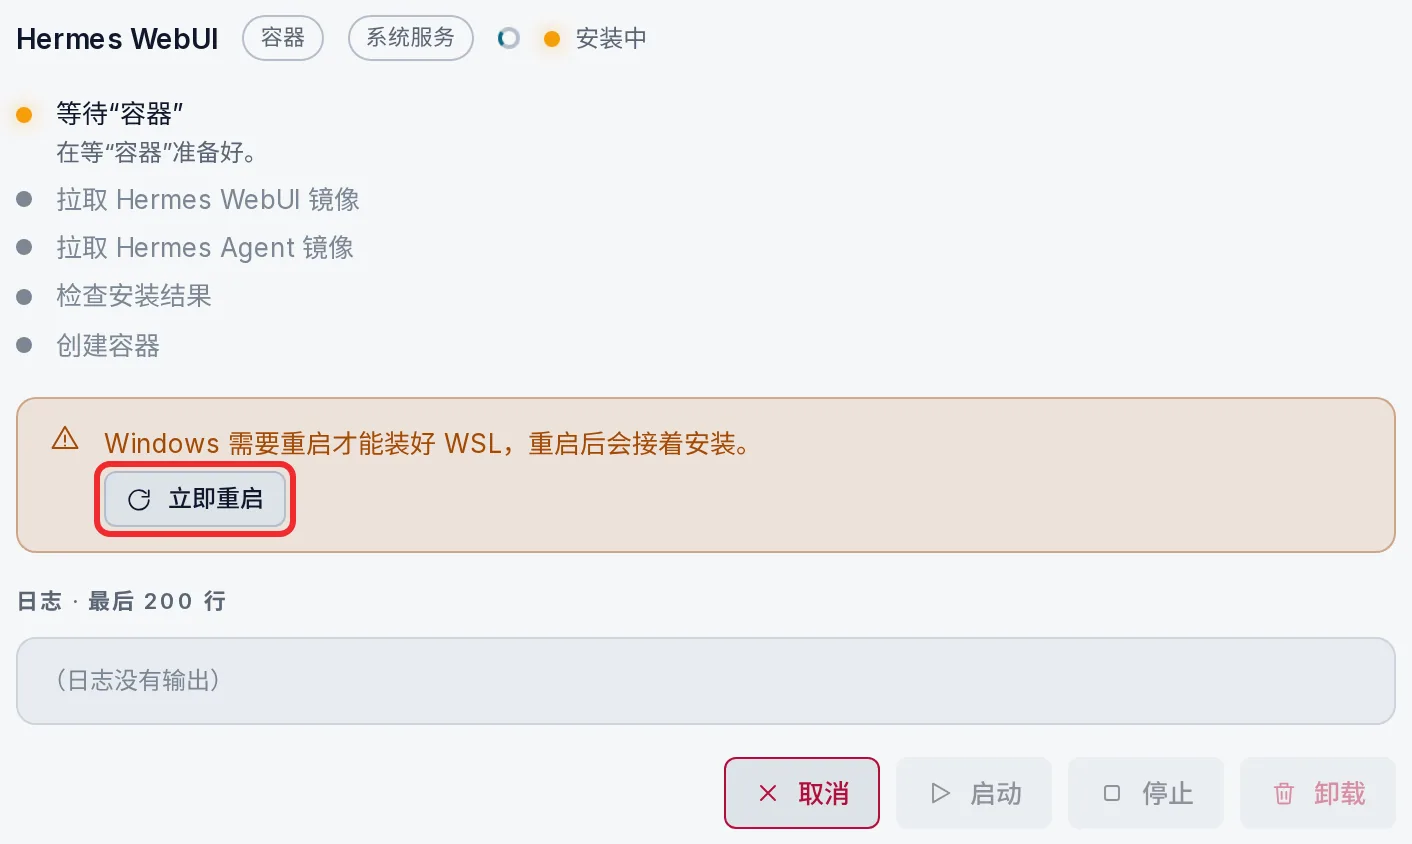 Hermes WebUI 容器 系统服务 安装中
等待“容器”
在等“容器”准备好。
拉取 Hermes WebUI 镜像
拉取 Hermes Agent 镜像
检查安装结果
创建容器
Windows 需要重启才能装好 WSL，重启后会接着安装。
立即重启
日志 · 最后 200 行
（日志没有输出）
取消 启动 停止 卸载